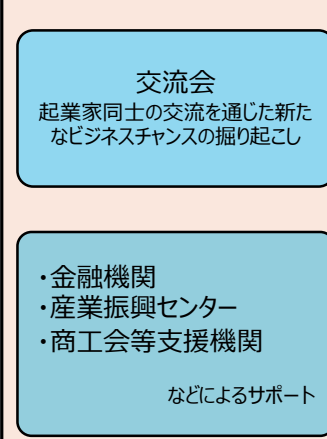 交流会
起業家同士の交流を通じた新た
なビジネスチャンスの掘り起こし
・金融機関
・産業振興センター
・商工会等支援機関
などによるサポート